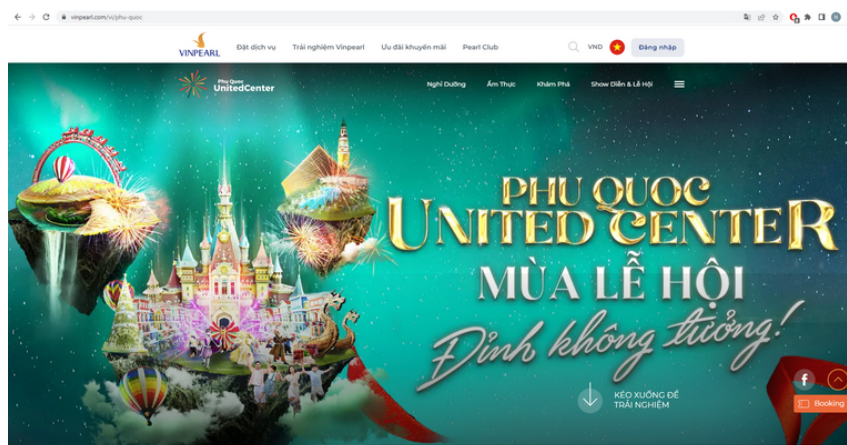 vinpearl.com/vi/phu-quoc
VINPEARL
Đặt dịch vụ
Trải nghiệm Vinpearl
Ưu đãi khuyến mãi
Pearl Club
VND
Đăng nhập
Phu Quoc
UnitedCenter
Nghỉ Dưỡng
Ẩm Thực
Khám Phá
Show Diễn & Lễ Hội
PHU QUOC
UNITED CENTER
MÙA LỄ HỘI
Đỉnh không tưởng!
KÉO XUỐNG ĐỂ
TRẢI NGHIỆM
Booking